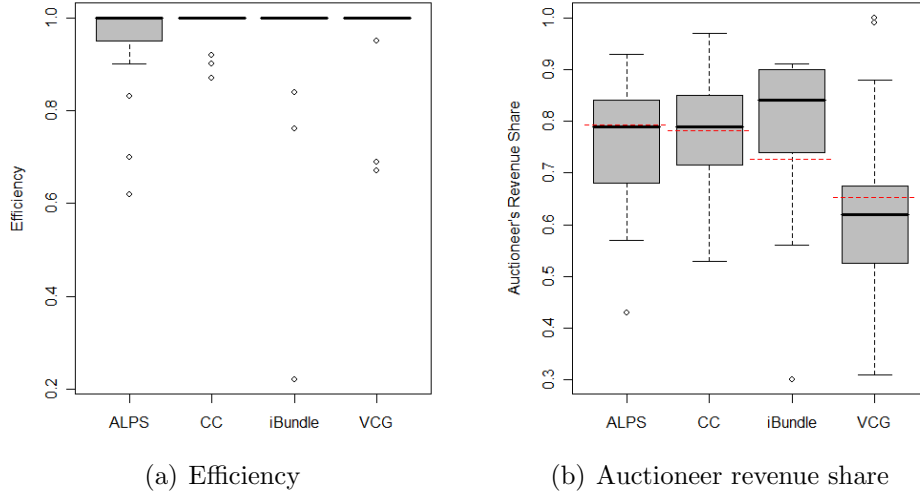 Efficiency
1.0
0.8
0.6
0.4
0.2
ALPS CC iBundle VCG
(a) Efficiency
Auctioneer's Revenue Share
1.0
0.9
0.8
0.7
0.6
0.5
0.4
0.3
ALPS CC iBundle VCG
(b) Auctioneer revenue share